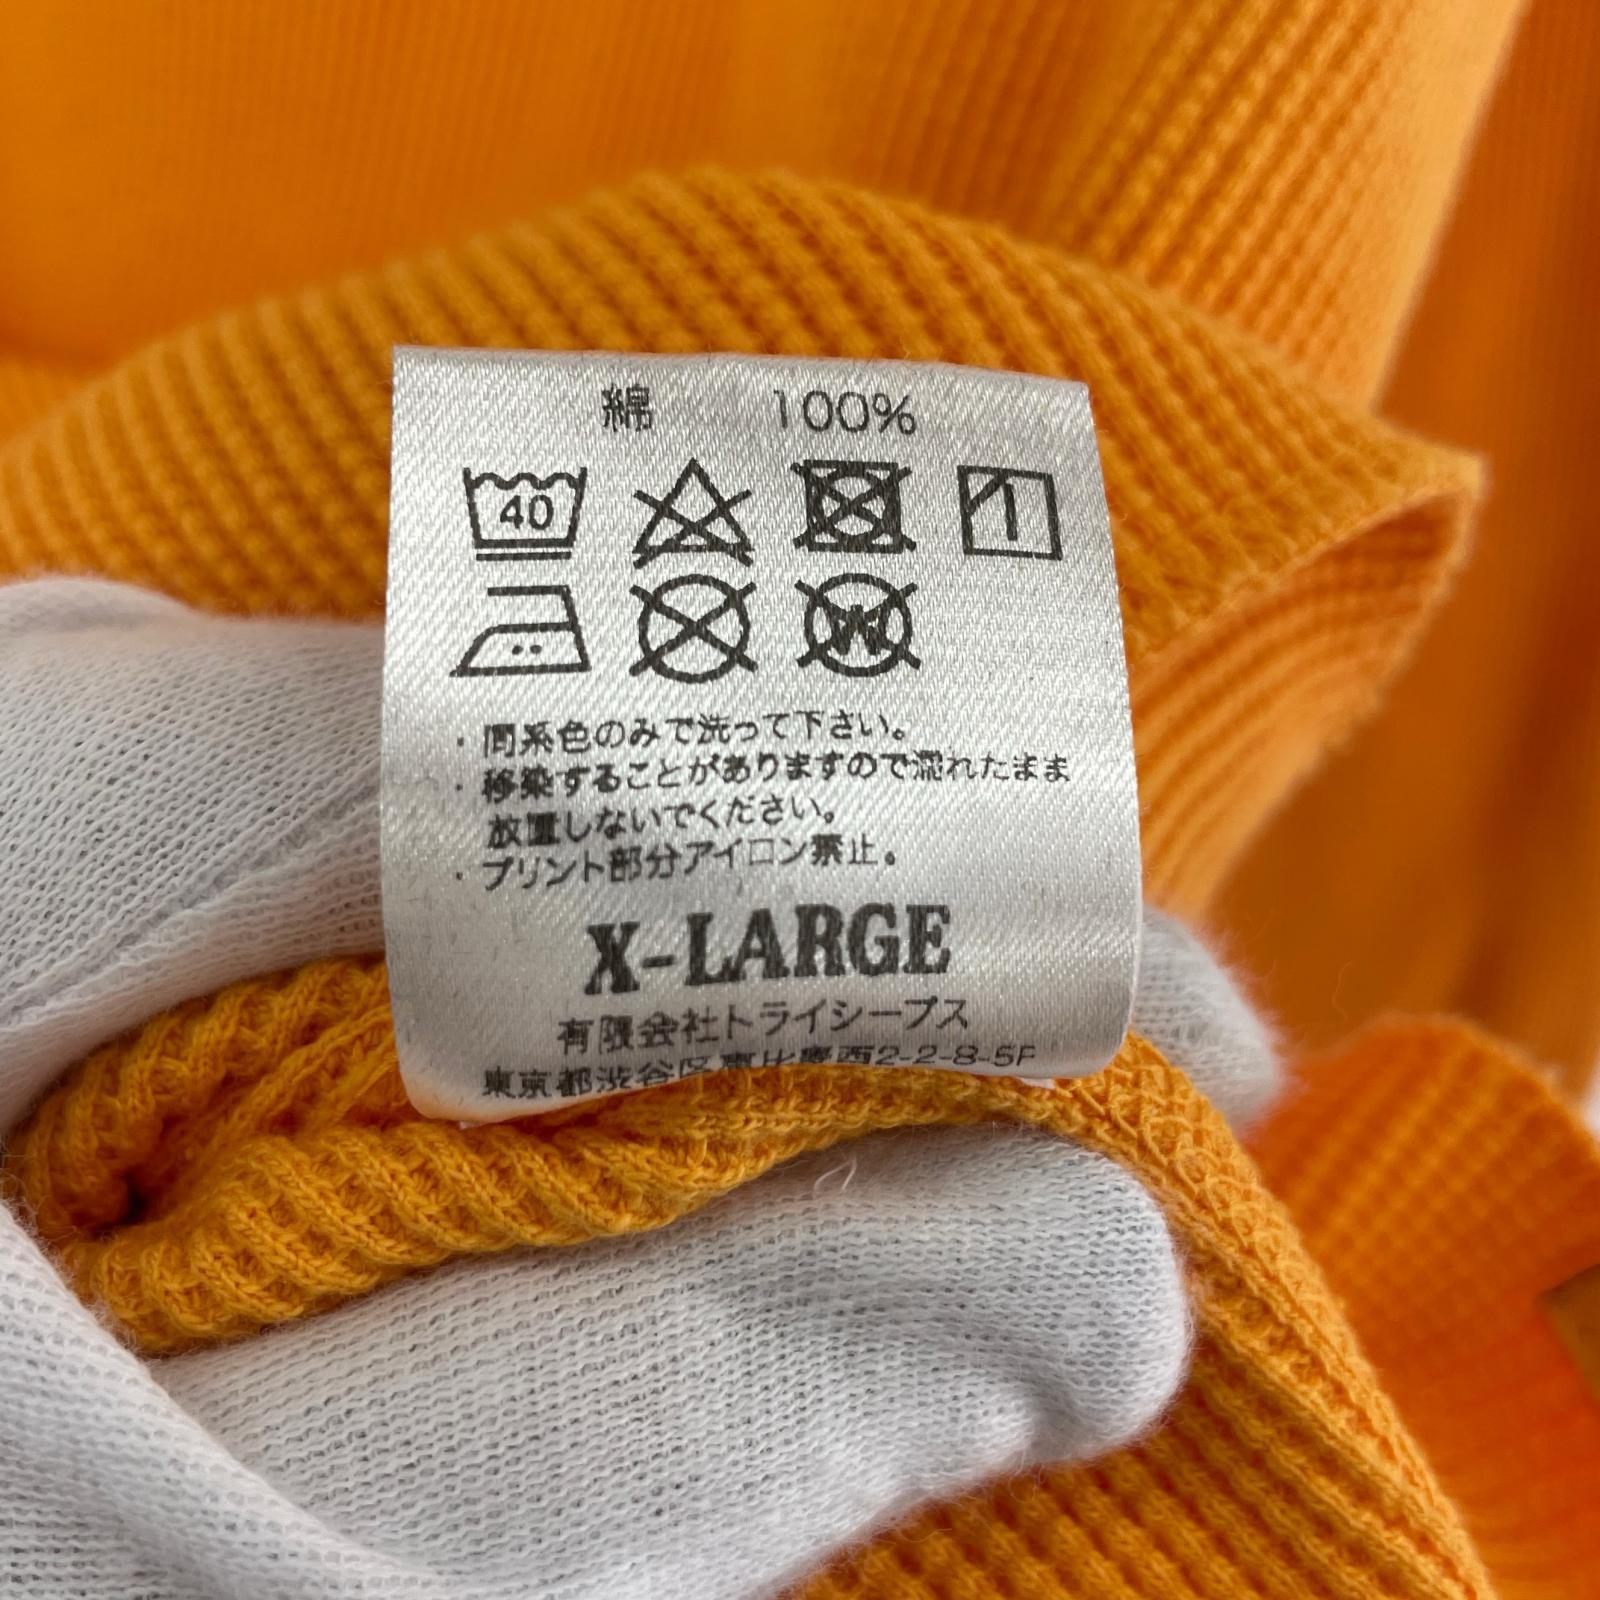 綿 100%
40
・同系色のみで洗って下さい。
・移染することがありますので濡れたまま
放置しないでください。
・プリント部分アイロン禁止。
X-LARGE
有限会社トライシープス
東京都渋谷区恵比寿西2-2-8-5F